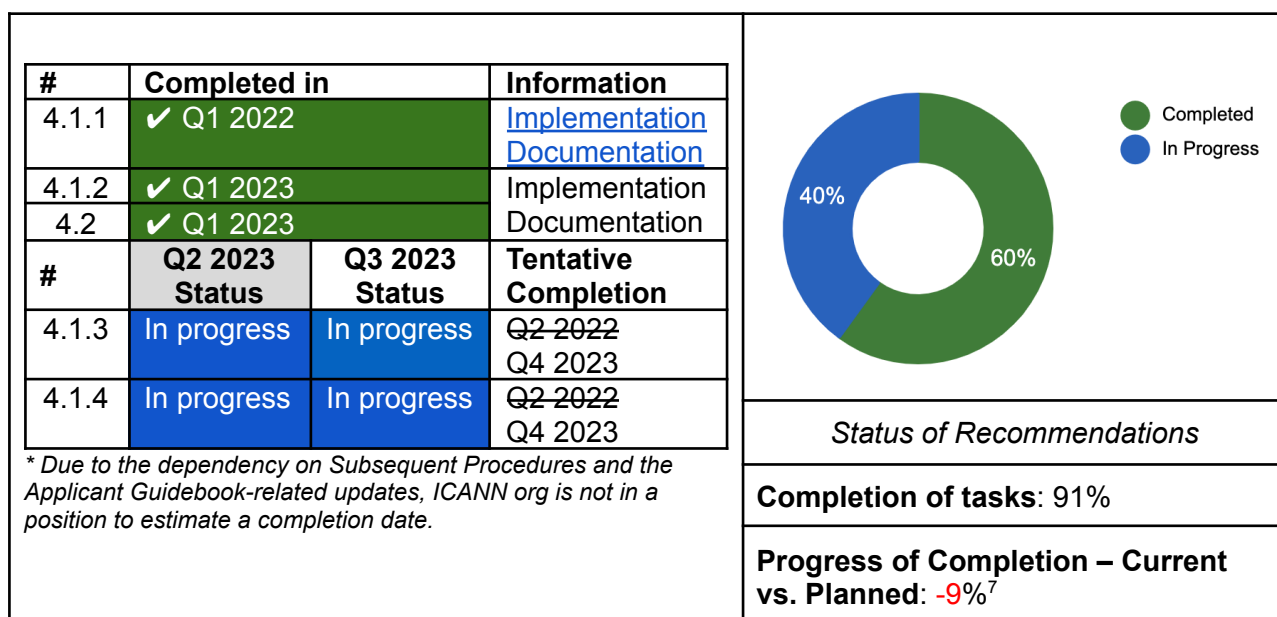 # Completed in Information
4.1.1 ✔ Q1 2022 Implementation
Documentation
4.1.2 ✔ Q1 2023 Implementation
4.2 ✔ Q1 2023 Documentation
# Q2 2023 Status Q3 2023 Status Tentative Completion
4.1.3 In progress In progress Q2 2022
Q4 2023
4.1.4 In progress In progress Q2 2022
Q4 2023
* Due to the dependency on Subsequent Procedures and the
Applicant Guidebook-related updates, ICANN org is not in a
position to estimate a completion date.
Completed
In Progress
40%
60%
Status of Recommendations
Completion of tasks: 91%
Progress of Completion – Current
vs. Planned: -9%7